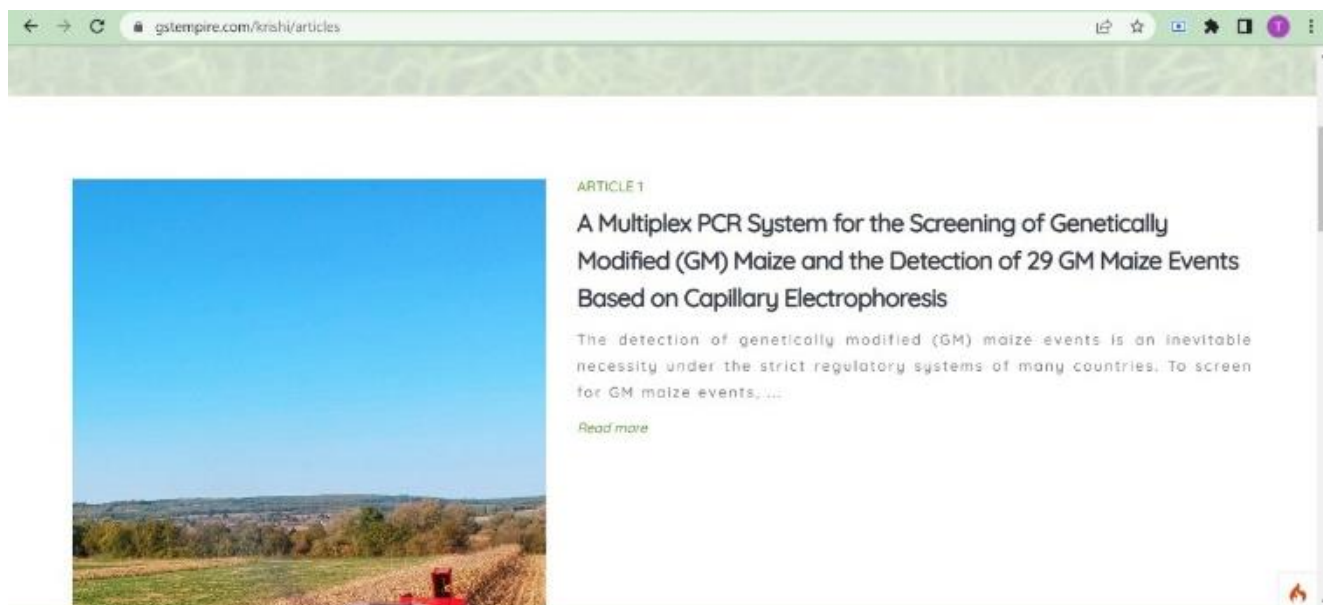 gstempire.com/krishi/articles
T
ARTICLE 1
A Multiplex PCR System for the Screening of Genetically
Modified (GM) Maize and the Detection of 29 GM Maize Events
Based on Capillary Electrophoresis
The detection of genetically modified (GM) maize events is an inevitable
necessity under the strict regulatory systems of many countries. To screen
for GM maize events, ...
Read more